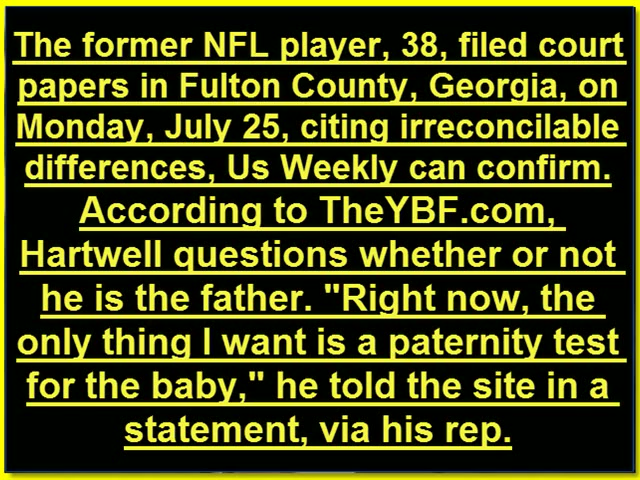 The former NFL player, 38, filed court
papers in Fulton County, Georgia, on
Monday, July 25, citing irreconcilable
differences, Us Weekly can confirm.
According to TheYBF.com,
Hartwell questions whether or not
he is the father. "Right now, the
only thing I want is a paternity test
for the baby," he told the site in a
statement, via his rep.